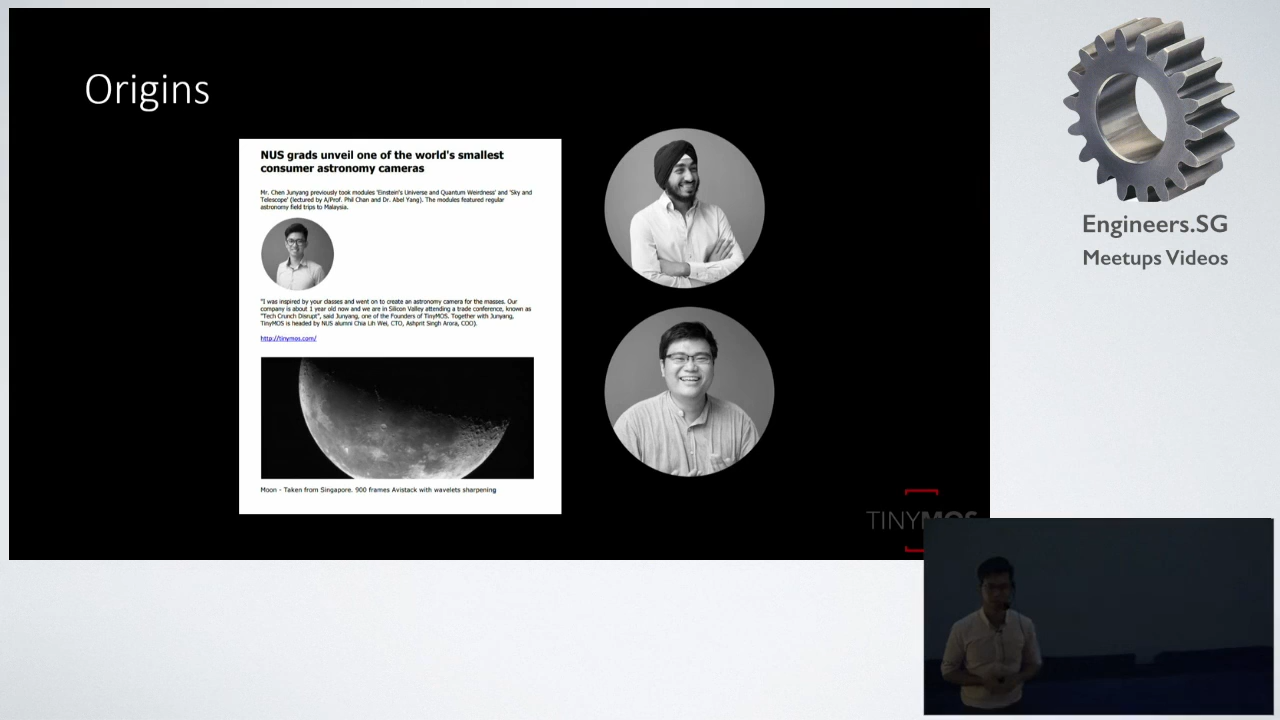 Origins
NUS grads unveil one of the world's smallest
consumer astronomy cameras
Mr. Chen Junyang previously took modules 'Einstein's Universe and Quantum Weirdness' and 'Sky and
Telescope' (lectured by A/Prof. Phil Chan and Dr. Abel Yang). The modules featured regular
astronomy field trips to Malaysia.
"I was inspired by your classes and went on to create an astronomy camera for the masses. Our
company is about 1 year old now and we are in Silicon Valley attending a trade conference, known as
"Tech Crunch Disrupt", said Junyang, one of the Founders of TinyMOS. Together with Junyang,
TinyMOS is headed by NUS alumni Chia Lih Wei, CTO, Ashprit Singh Arora, COO).
http://tinymos.com/
Moon - Taken from Singapore. 900 frames Avistack with wavelets sharpening
TINYMOS
Engineers.SG
Meetups Videos